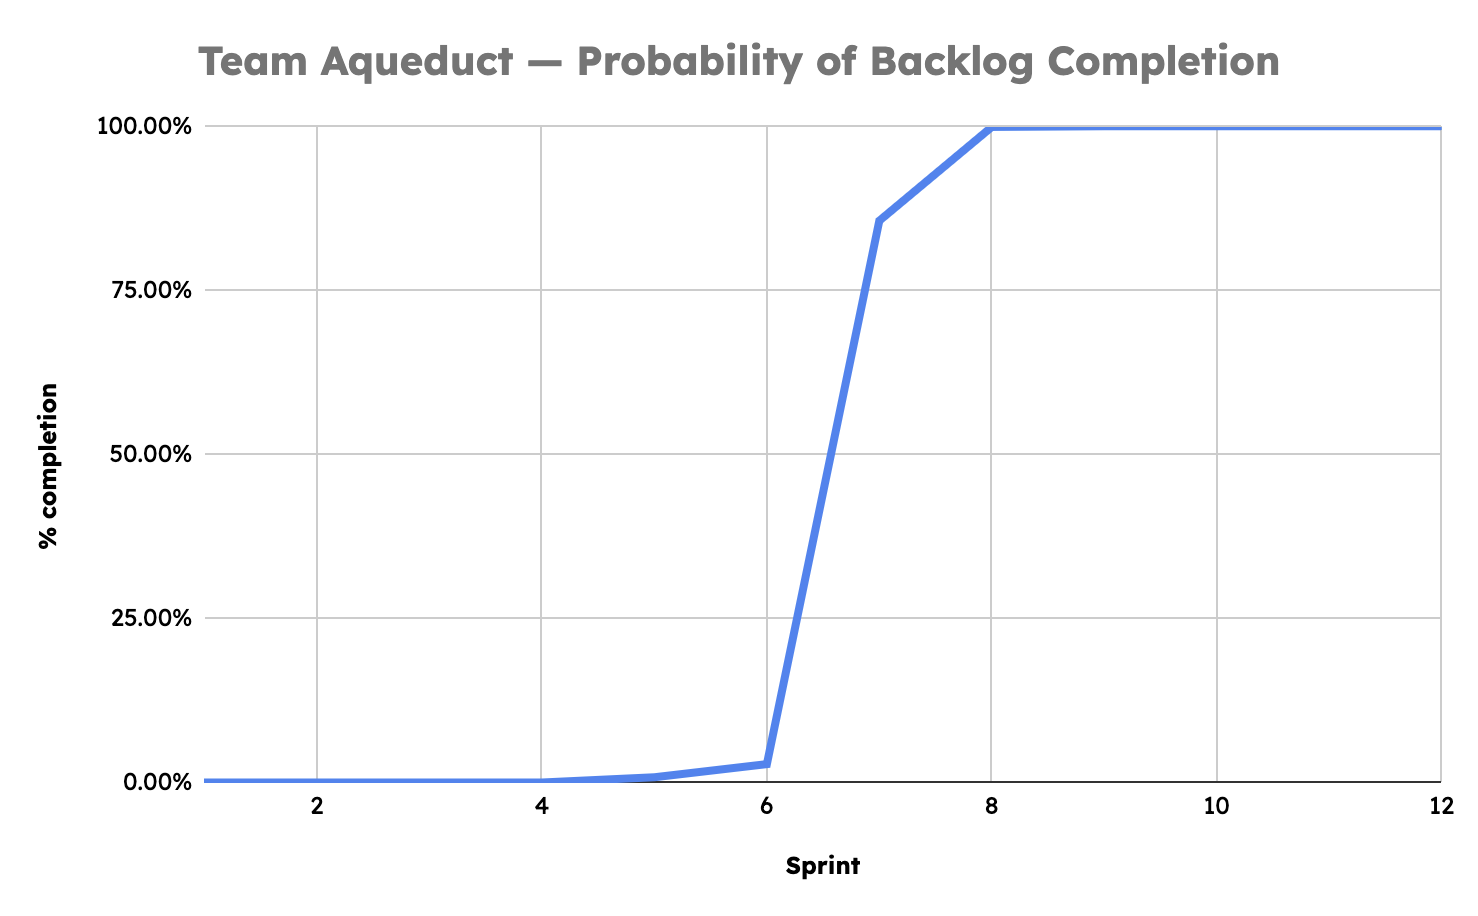 Team Aqueduct — Probability of Backlog Completion
100.00%
75.00%
50.00%
25.00%
0.00%
% completion
2 4 6 8 10 12
Sprint